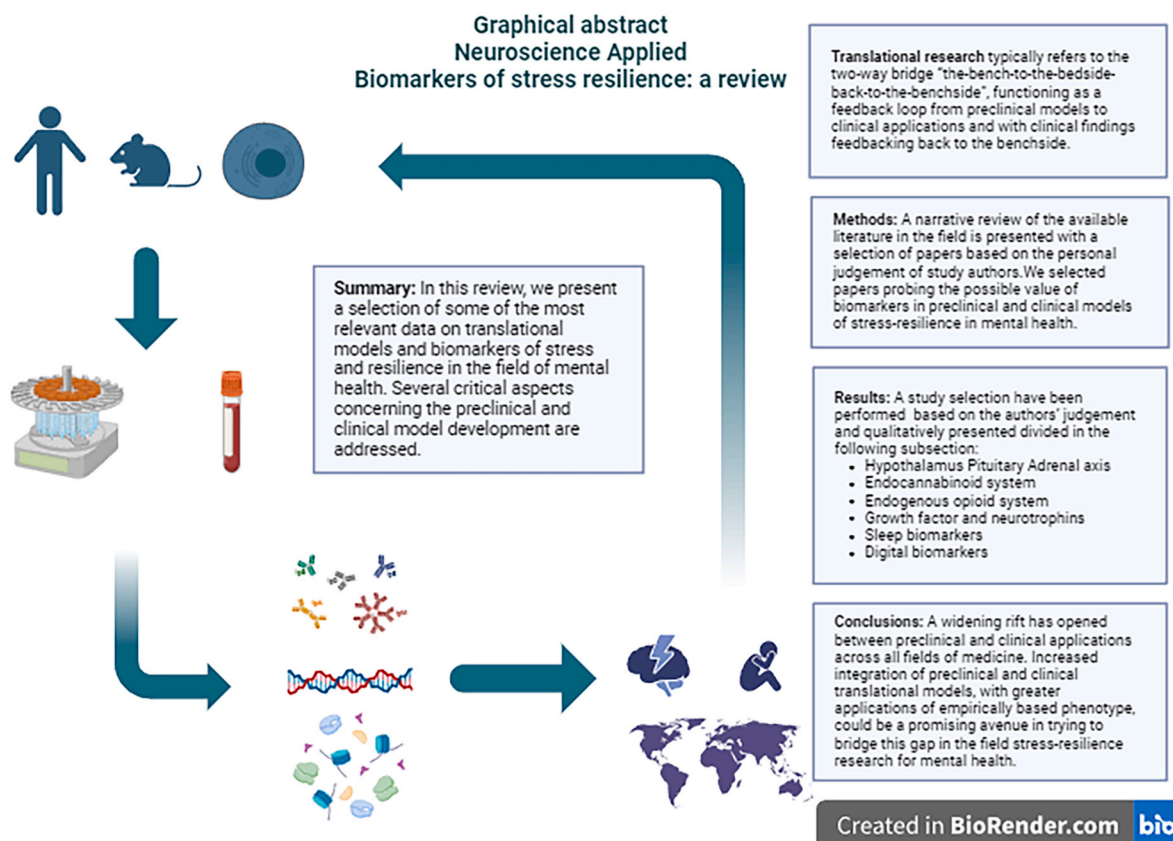 Graphical abstract
Neuroscience Applied
Biomarkers of stress resilience: a review
Summary: In this review, we present
a selection of some of the most
relevant data on translational
models and biomarkers of stress
and resilience in the field of mental
health. Several critical aspects
concerning the preclinical and
clinical model development are
addressed.
Translational research typically refers to the
two-way bridge "the-bench-to-the-bedside-
back-to-the-benchside", functioning as a
feedback loop from preclinical models to
clinical applications and with clinical findings
feedbacking back to the benchside.
Methods: A narrative review of the available
literature in the field is presented with a
selection of papers based on the personal
judgement of study authors.We selected
papers probing the possible value of
biomarkers in preclinical and clinical models
of stress-resilience in mental health.
Results: A study selection have been
performed based on the authors' judgement
and qualitatively presented divided in the
following subsection:
• Hypothalamus Pituitary Adrenal axis
• Endocannabinoid system
• Endogenous opioid system
• Growth factor and neurotrophins
• Sleep biomarkers
• Digital biomarkers
Conclusions: A widening rift has opened
between preclinical and clinical applications
across all fields of medicine. Increased
integration of preclinical and clinical
translational models, with greater
applications of empirically based phenotype,
could be a promising avenue in trying to
bridge this gap in the field stress-resilience
research for mental health.
Created in BioRender.com bio